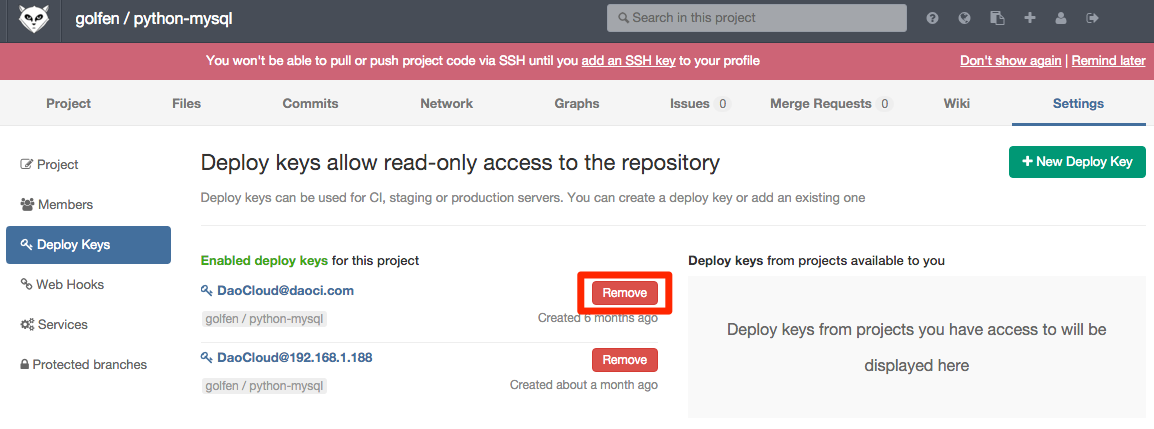 golfen / python-mysql
Search in this project
You won't be able to pull or push project code via SSH until you add an SSH key to your profile
Don't show again | Remind later
Project
Files
Commits
Network
Graphs
Issues 0
Merge Requests 0
Wiki
Settings
Project
Members
Deploy Keys
Web Hooks
Services
Protected branches
Deploy keys allow read-only access to the repository
+ New Deploy Key
Deploy keys can be used for CI, staging or production servers. You can create a deploy key or add an existing one
Enabled deploy keys for this project
DaoCloud@daoci.com
Remove
golfen / python-mysql
Created 6 months ago
DaoCloud@192.168.1.188
Remove
golfen / python-mysql
Created about a month ago
Deploy keys from projects available to you
Deploy keys from projects you have access to will be
displayed here